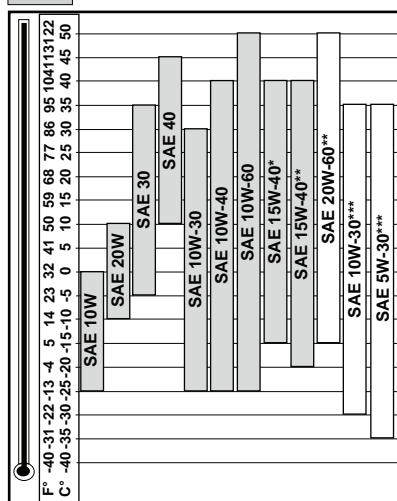 F° -40 -31 -22 -13 -4 5 14 23 32 41 50 59 68 77 86 95 104 113 122
C° -40 -35 -30 -25 -20 -15 -10 -5 0 5 10 15 20 25 30 35 40 45 50
SAE 10W
SAE 20W
SAE 30
SAE 40
SAE 10W-30
SAE 10W-40
SAE 10W-60
SAE 15W-40*
SAE 15W-40**
SAE 20W-60**
SAE 10W-30***
SAE 5W-30***